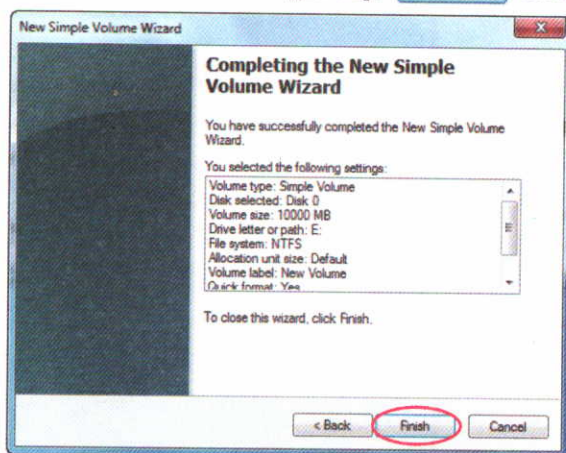 New Simple Volume Wizard
Completing the New Simple
Volume Wizard
You have successfully completed the New Simple Volume
Wizard.
You selected the following settings:
Volume type: Simple Volume
Disk selected: Disk 0
Volume size: 10000 MB
Drive letter or path: E:
File system: NTFS
Allocation unit size: Default
Volume label: New Volume
Quick format: Yes
To close this wizard, click Finish.
< Back
Finish
Cancel